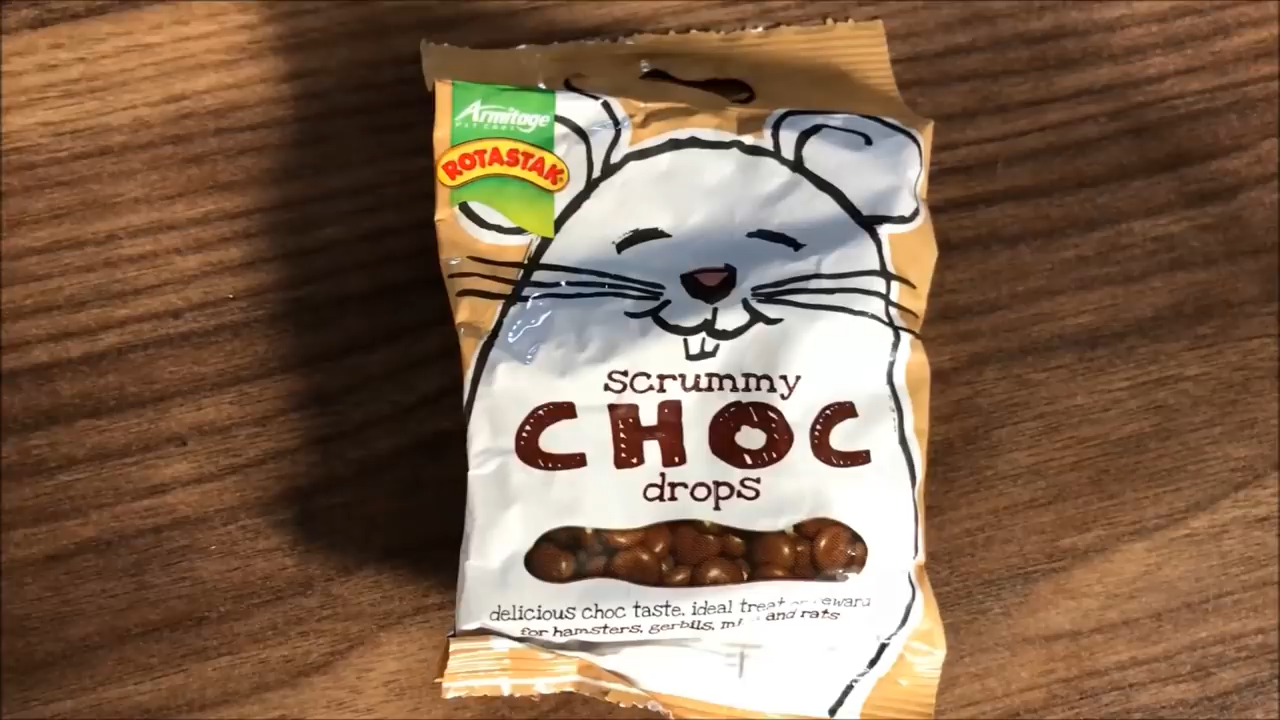 Armitage
PET CARE
ROTASTAK
scrummy
CHOC
drops
delicious choc taste. ideal treat or reward
for hamsters, gerbils, and rats